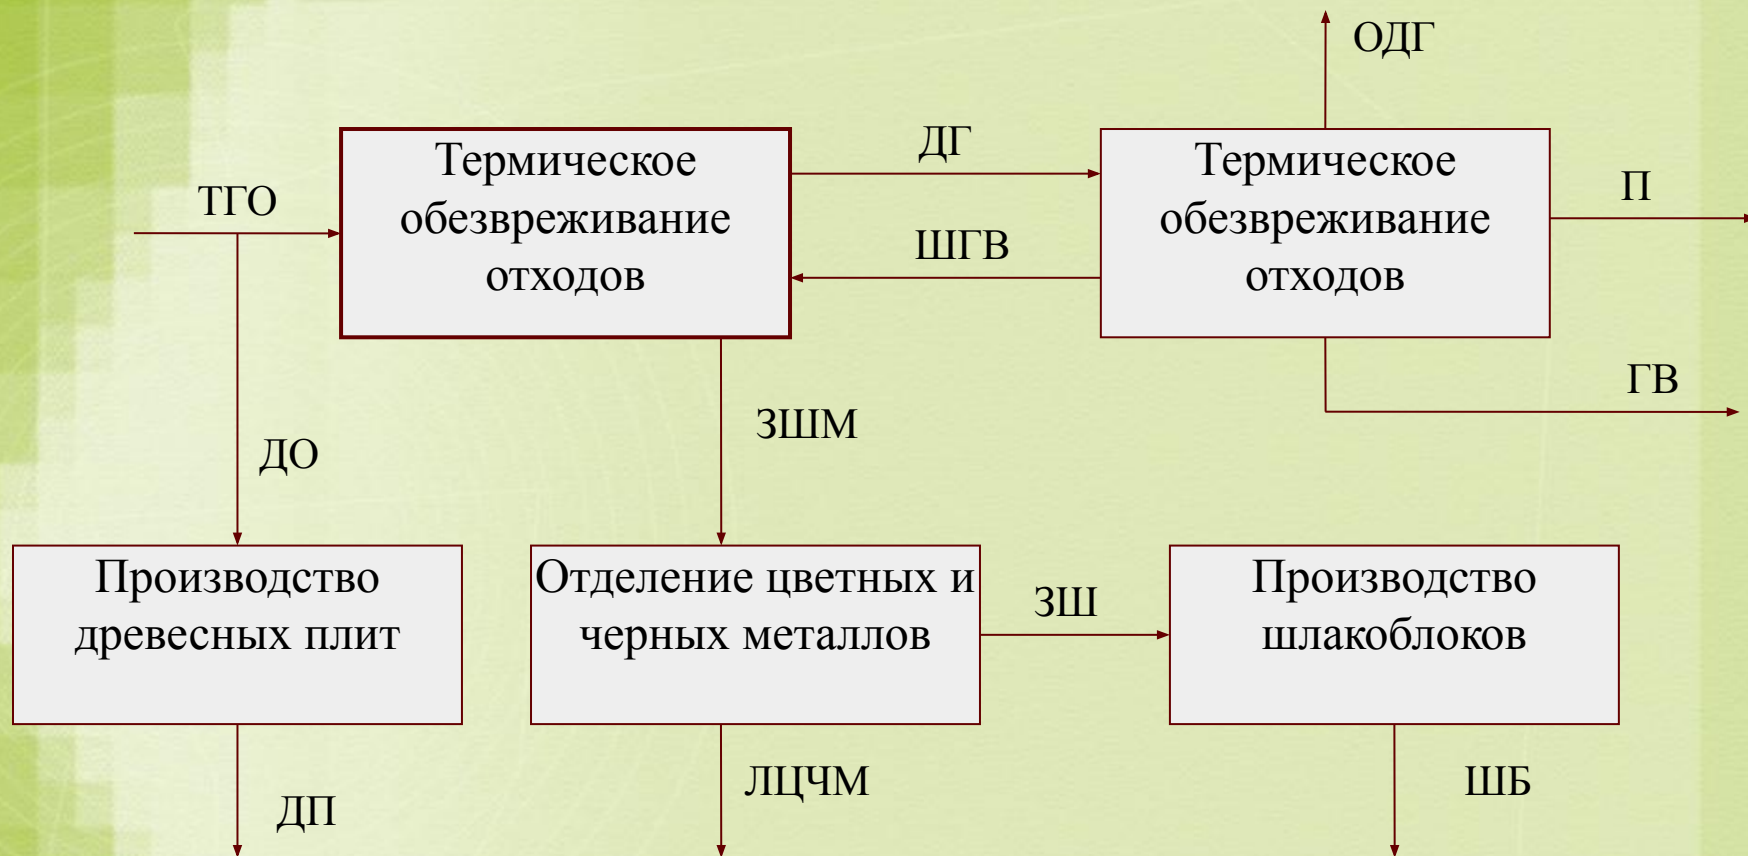 ОДГ
Термическое
обезвреживание
отходов
ДГ
Термическое
обезвреживание
отходов
П
ТГО
ШГВ
ГВ
ЗШМ
ДО
Производство
древесных плит
Отделение цветных и
черных металлов
ЗШ
Производство
шлакоблоков
ДП
ЛЦЧМ
ШБ